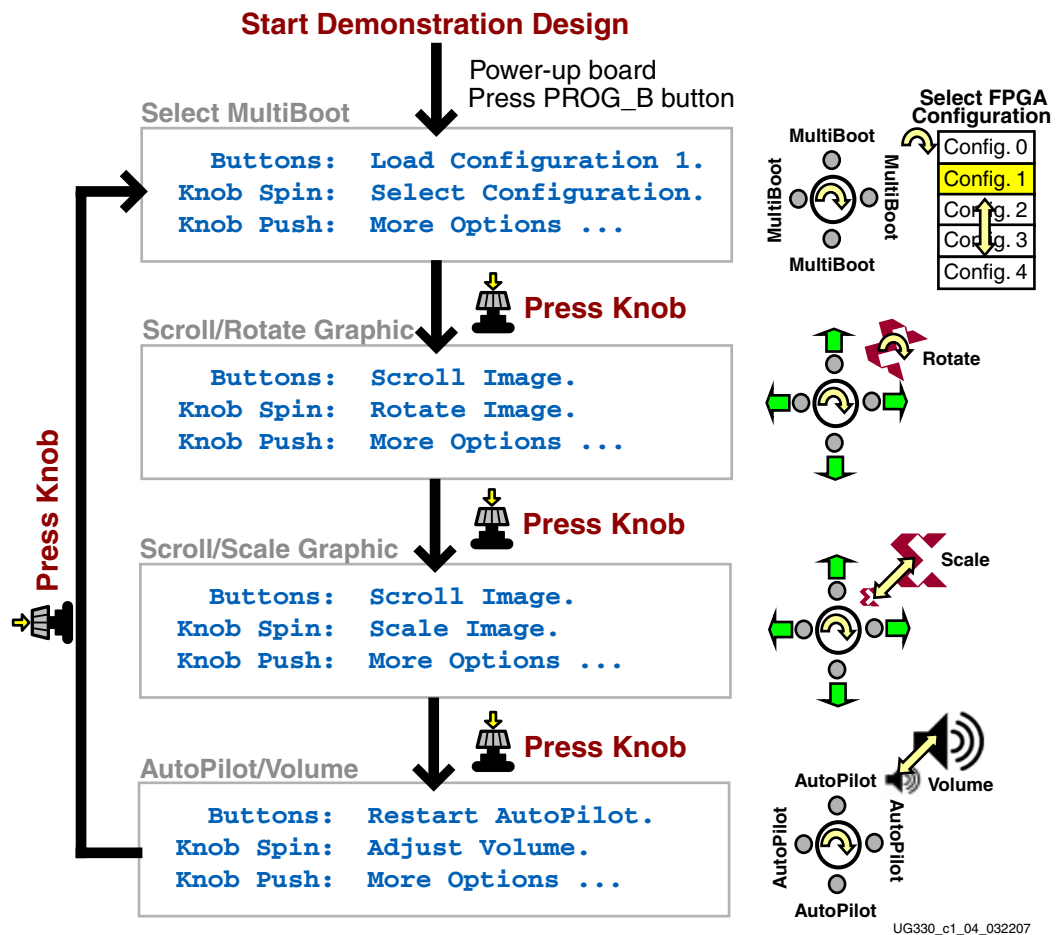 Start Demonstration Design
Power-up board
Press PROG_B button
Select MultiBoot
Buttons: Load Configuration 1.
Knob Spin: Select Configuration.
Knob Push: More Options ...
MultiBoot
MultiBoot
MultiBoot
MultiBoot
Select FPGA
Configuration
Config. 0
Config. 1
Config. 2
Config. 3
Config. 4
Press Knob
Scroll/Rotate Graphic
Buttons: Scroll Image.
Knob Spin: Rotate Image.
Knob Push: More Options ...
Rotate
Press Knob
Press Knob
Scroll/Scale Graphic
Buttons: Scroll Image.
Knob Spin: Scale Image.
Knob Push: More Options ...
Scale
Press Knob
AutoPilot/Volume
Buttons: Restart AutoPilot.
Knob Spin: Adjust Volume.
Knob Push: More Options ...
Volume
AutoPilot
AutoPilot
AutoPilot
AutoPilot
UG330_c1_04_032207